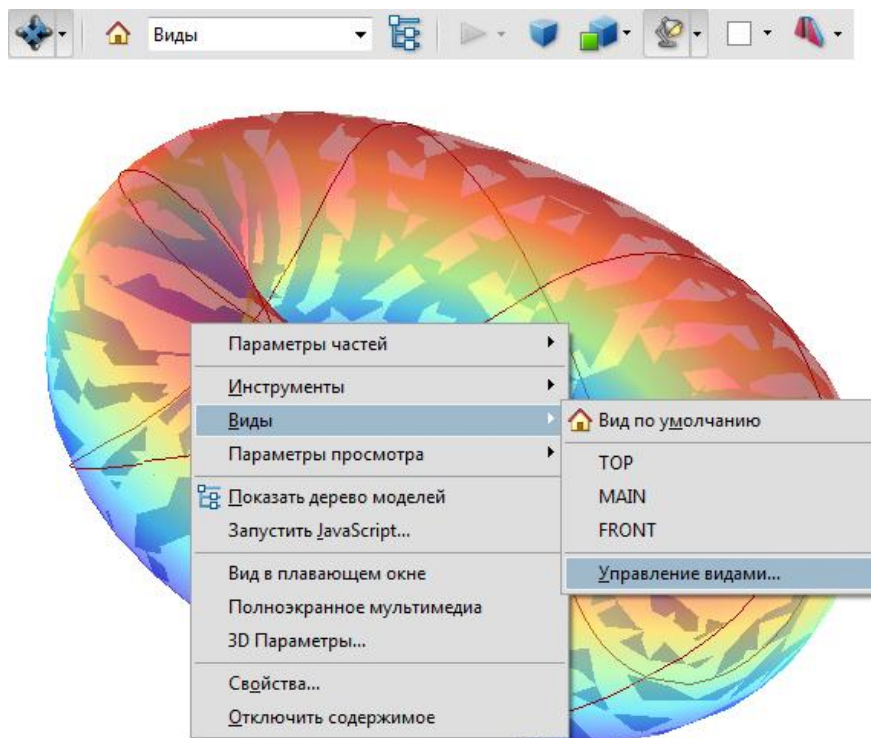 Виды
Параметры частей
Инструменты
Виды
Вид по умолчанию
Параметры просмотра
TOP
MAIN
Показать дерево моделей
FRONT
Запустить JavaScript...
Вид в плавающем окне
Управление видами...
Полноэкранное мультимедиа
3D Параметры...
Свойства...
Отключить содержимое